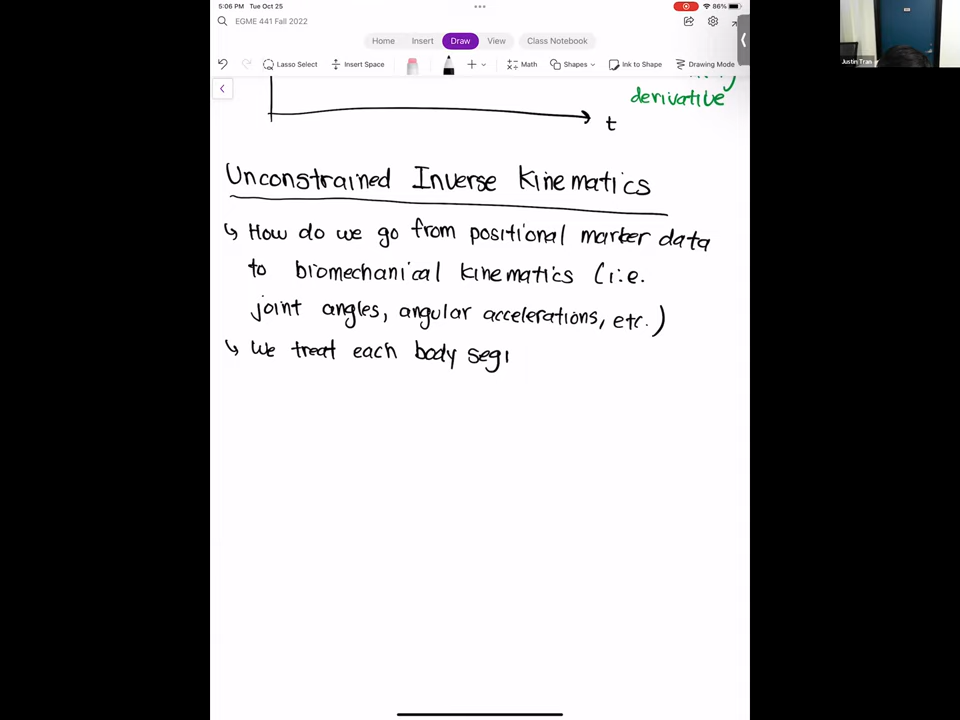 5:06 PM Tue Oct 25
86%
EGME 441 Fall 2022
Home Insert Draw View Class Notebook
Lasso Select Insert Space Math Shapes Ink to Shape Drawing Mode
Justin Tran
derivative
t
Unconstrained Inverse Kinematics
↳ How do we go from positional marker data
to biomechanical kinematics (i.e.
joint angles, angular accelerations, etc.)
↳ We treat each body seg